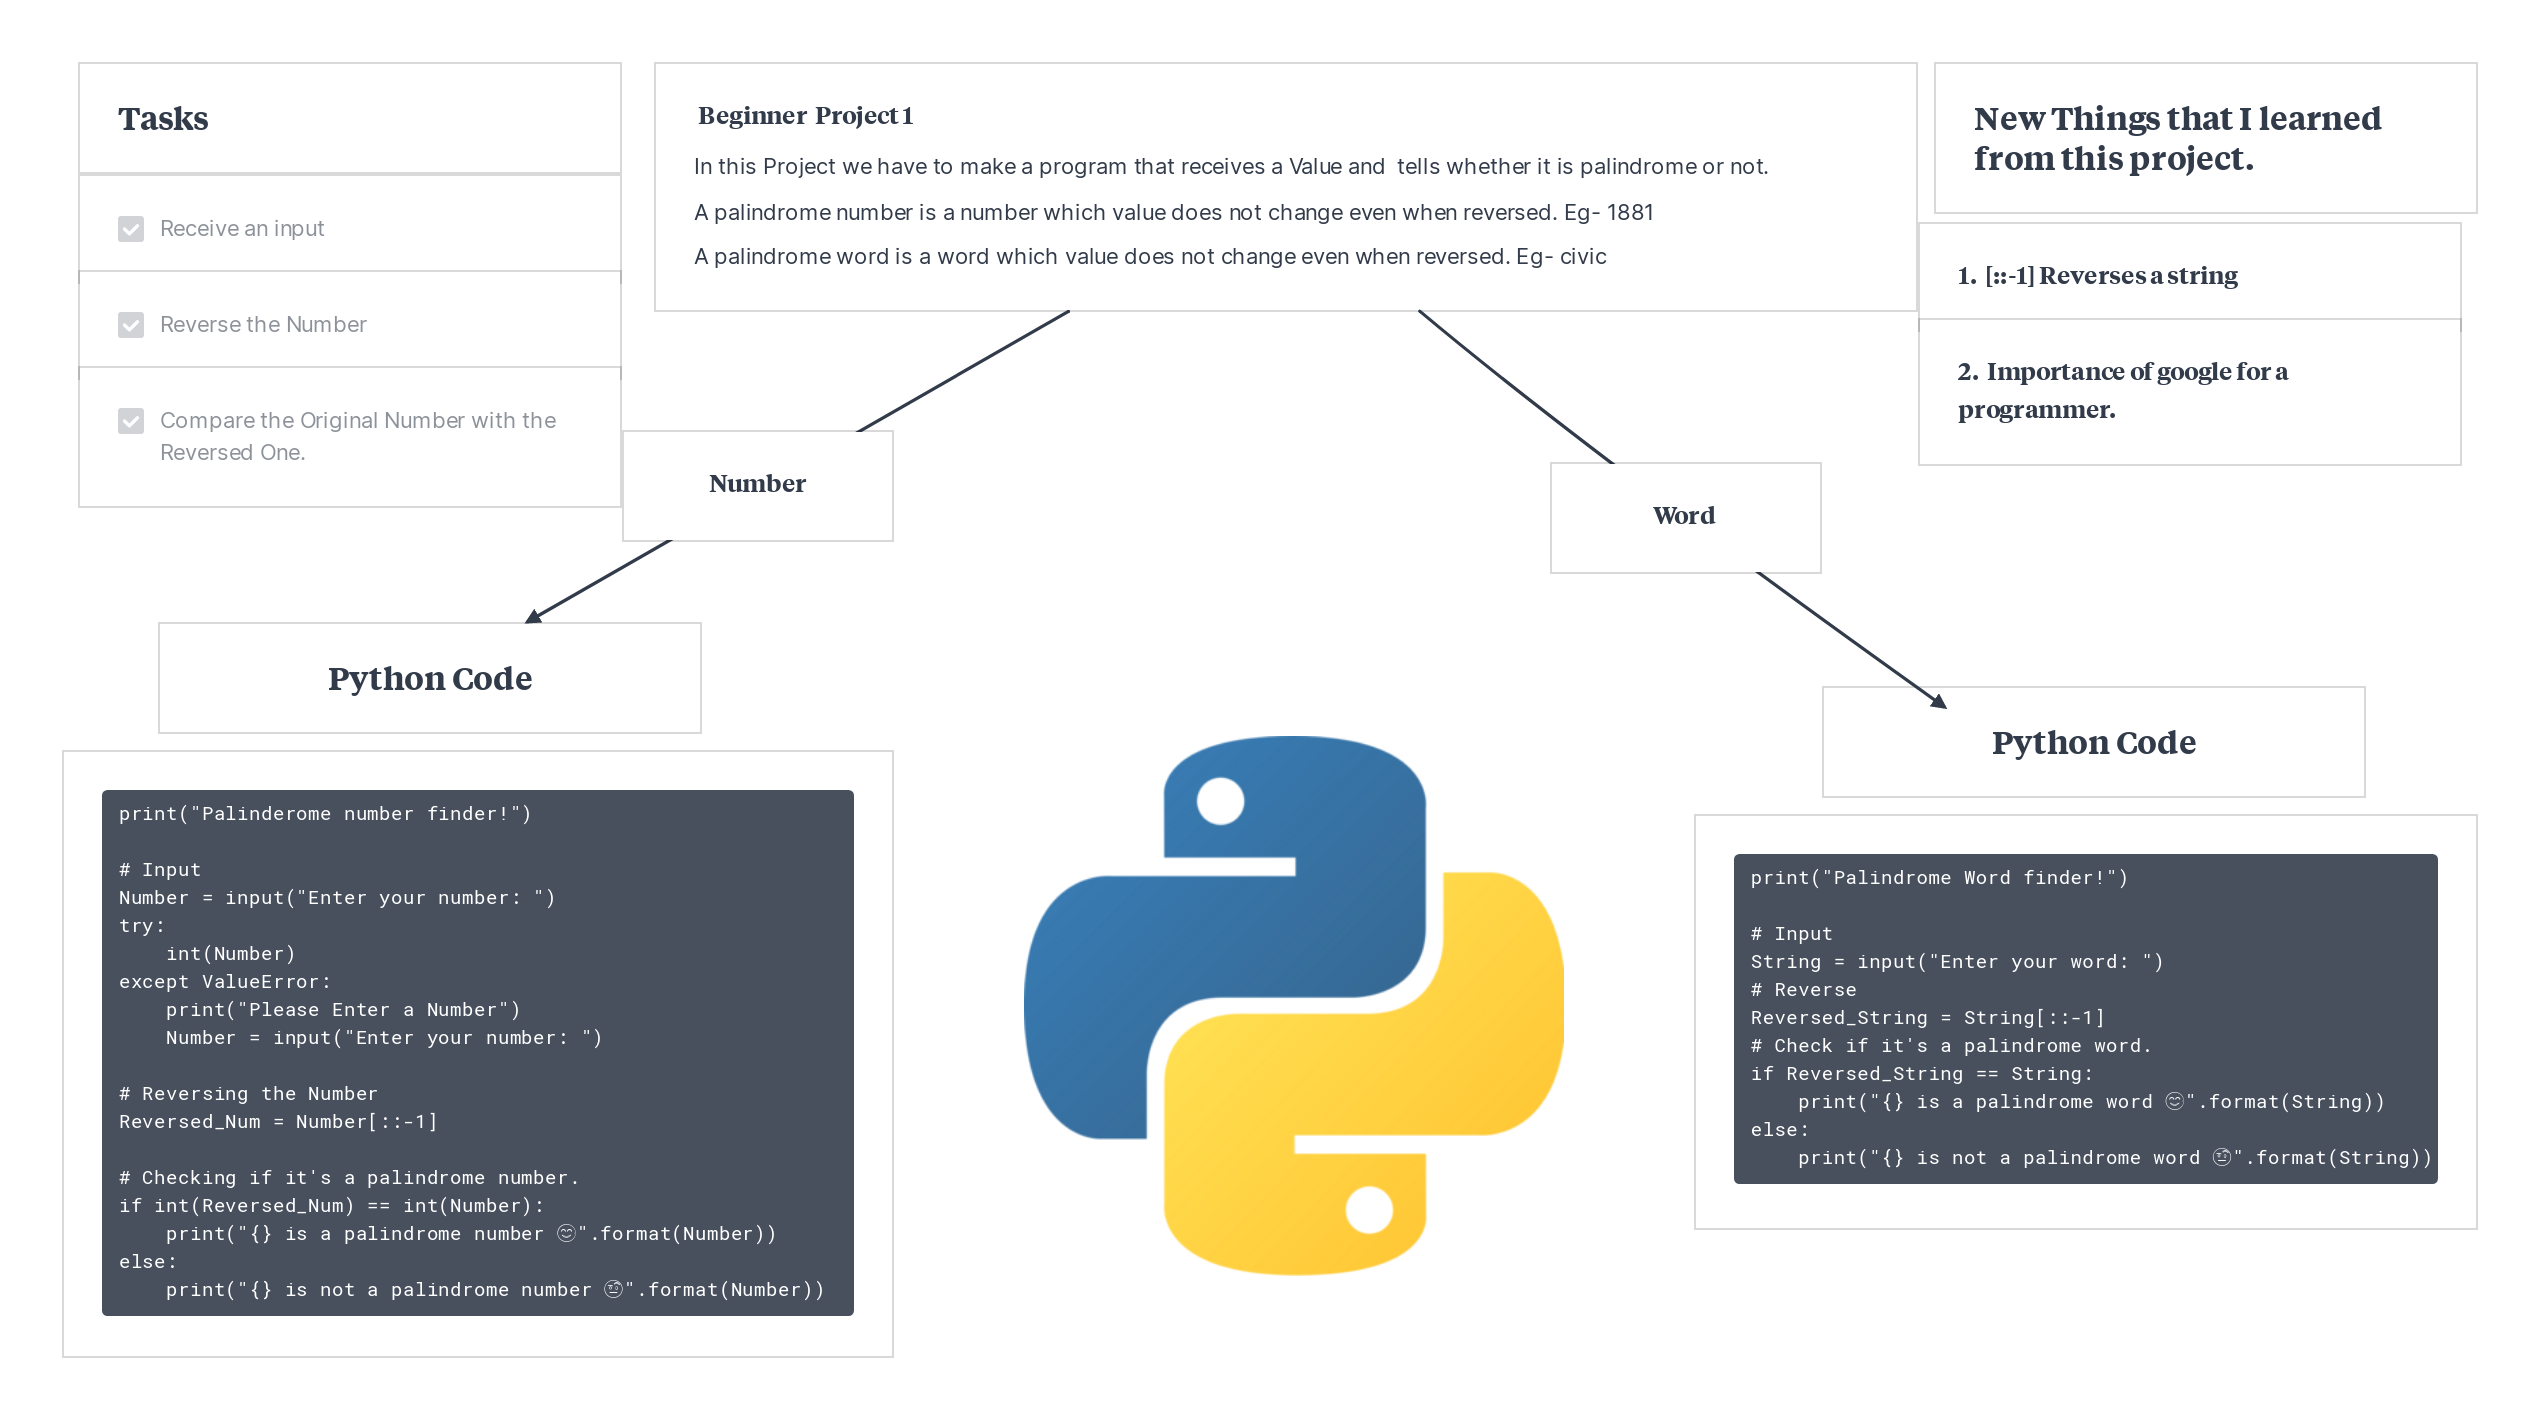 Tasks
Receive an input
Reverse the Number
Compare the Original Number with the
Reversed One.
Beginner Project1
In this Project we have to make a program that receives a Value and tells whether it is palindrome or not.
A palindrome number is a number which value does not change even when reversed. Eg- 1881
A palindrome word is a word which value does not change even when reversed. Eg- civic
New Things that I learned
from this project.
1. [::-1] Reverses a string
2. Importance of google for a
programmer.
Number
Word
Python Code
print("Palinderome number finder!")
# Input
Number = input("Enter your number: ")
try:
    int(Number)
except ValueError:
    print("Please Enter a Number")
    Number = input("Enter your number: ")
# Reversing the Number
Reversed_Num = Number[::-1]
# Checking if it's a palindrome number.
if int(Reversed_Num) == int(Number):
    print("{} is a palindrome number 😊".format(Number))
else:
    print("{} is not a palindrome number 🤨".format(Number))
Python Code
print("Palindrome Word finder!")
# Input
String = input("Enter your word: ")
# Reverse
Reversed_String = String[::-1]
# Check if it's a palindrome word.
if Reversed_String == String:
    print("{} is a palindrome word 😊".format(String))
else:
    print("{} is not a palindrome word 🤨".format(String))